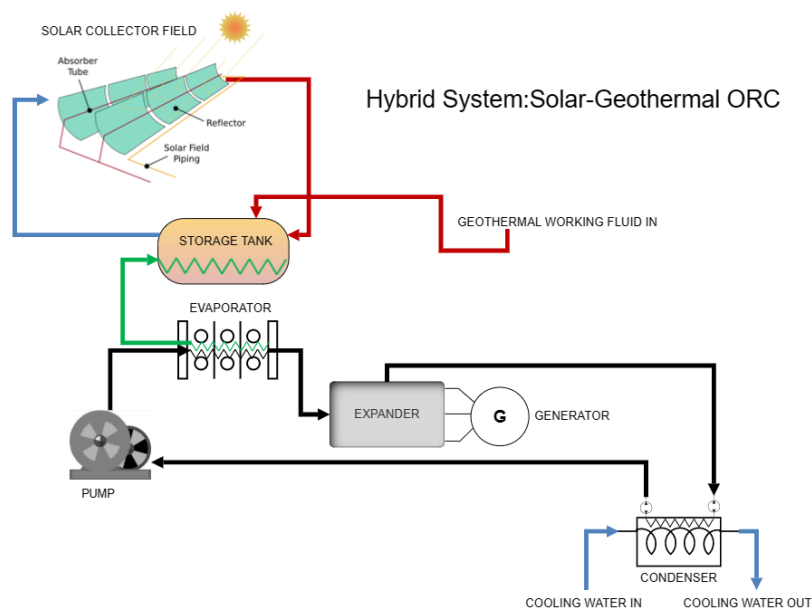 SOLAR COLLECTOR FIELD
Absorber
Tube
Reflector
Solar Field
Piping
Hybrid System:Solar-Geothermal ORC
GEOTHERMAL WORKING FLUID IN
STORAGE TANK
EVAPORATOR
EXPANDER
G
GENERATOR
PUMP
CONDENSER
COOLING WATER IN
COOLING WATER OUT